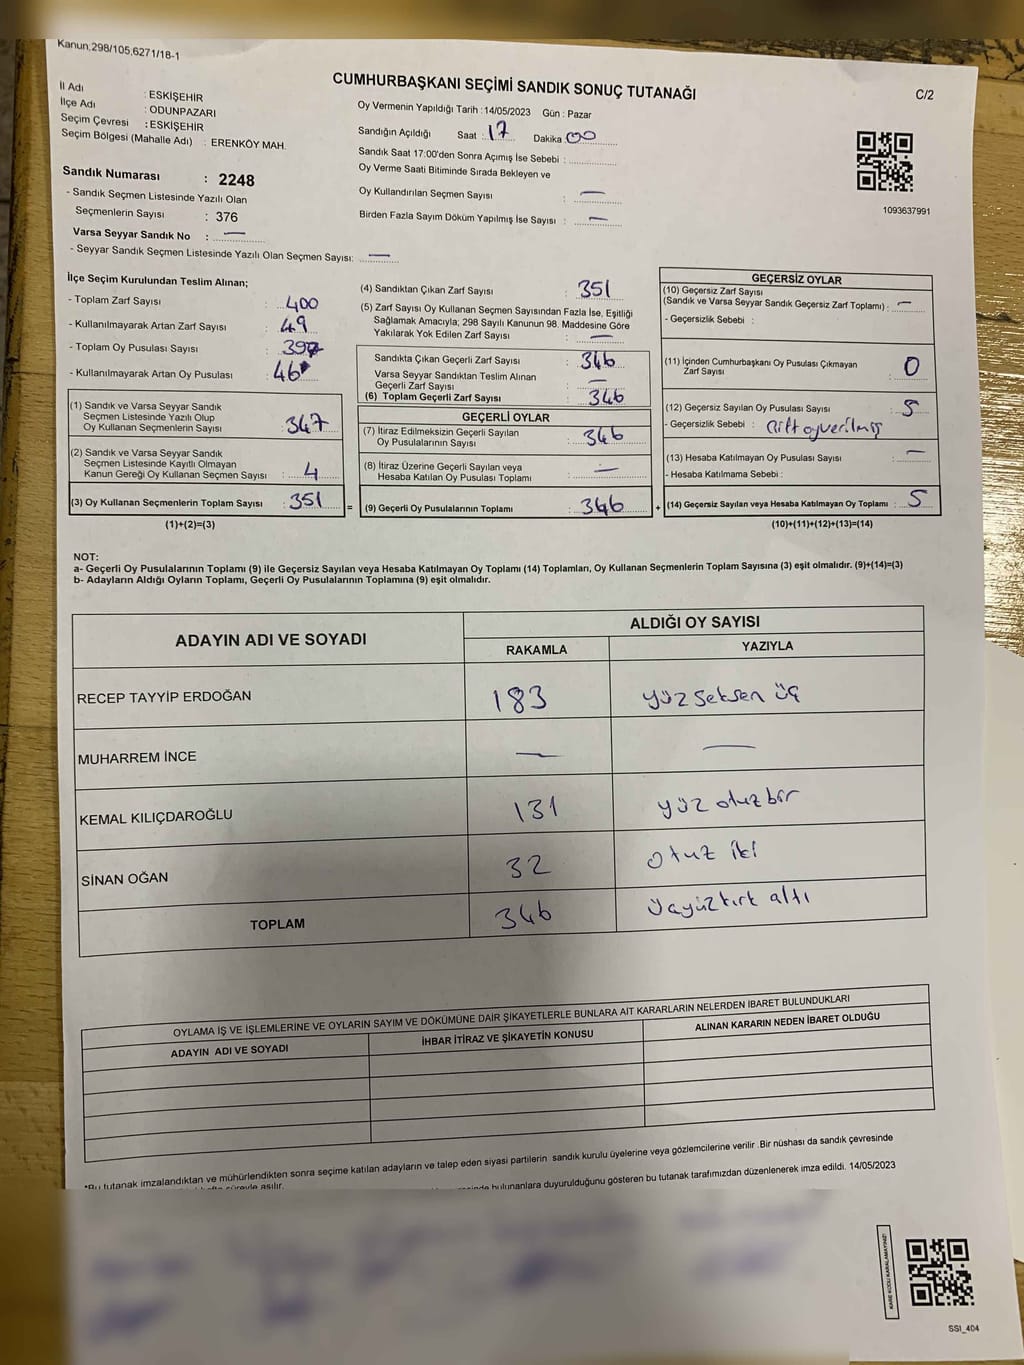 Kanun;298/105,6271/18-1
CUMHURBAŞKANI SEÇİMİ SANDIK SONUÇ TUTANAĞI
C/2
İl Adı : ESKİŞEHİR
İlçe Adı : ODUNPAZARI
Seçim Çevresi : ESKİŞEHİR
Seçim Bölgesi (Mahalle Adı) : ERENKÖY MAH.
Sandık Numarası : 2248
- Sandık Seçmen Listesinde Yazılı Olan
Seçmenlerin Sayısı : 376
Varsa Seyyar Sandık No : —
- Seyyar Sandık Seçmen Listesinde Yazılı Olan Seçmen Sayısı: —
Oy Vermenin Yapıldığı Tarih : 14/05/2023 Gün : Pazar
Sandığın Açıldığı Saat : 17 Dakika 00
Sandık Saat 17:00'den Sonra Açımış İse Sebebi :
Oy Verme Saati Bitiminde Sırada Bekleyen ve
Oy Kullandırılan Seçmen Sayısı : —
Birden Fazla Sayım Döküm Yapılmış İse Sayısı : —
1093637991
İlçe Seçim Kurulundan Teslim Alınan;
- Toplam Zarf Sayısı : 400
- Kullanılmayarak Artan Zarf Sayısı : 49
- Toplam Oy Pusulası Sayısı : 397
- Kullanılmayarak Artan Oy Pusulası : 46
(1) Sandık ve Varsa Seyyar Sandık
Seçmen Listesinde Yazılı Olup
Oy Kullanan Seçmenlerin Sayısı : 347
(2) Sandık ve Varsa Seyyar Sandık
Seçmen Listesinde Kayıtlı Olmayan
Kanun Gereği Oy Kullanan Seçmen Sayısı : 4
(3) Oy Kullanan Seçmenlerin Toplam Sayısı : 351
(1)+(2)=(3)
(4) Sandıktan Çıkan Zarf Sayısı : 351
(5) Zarf Sayısı Oy Kullanan Seçmen Sayısından Fazla İse, Eşitliği
Sağlamak Amacıyla; 298 Sayılı Kanunun 98. Maddesine Göre
Yakılarak Yok Edilen Zarf Sayısı : —
Sandıkta Çıkan Geçerli Zarf Sayısı : 346
Varsa Seyyar Sandıktan Teslim Alınan
Geçerli Zarf Sayısı : —
(6) Toplam Geçerli Zarf Sayısı : 346
GEÇERLİ OYLAR
(7) İtiraz Edilmeksizin Geçerli Sayılan
Oy Pusulalarının Sayısı : 346
(8) İtiraz Üzerine Geçerli Sayılan veya
Hesaba Katılan Oy Pusulası Toplamı : —
= (9) Geçerli Oy Pusulalarının Toplamı : 346
GEÇERSİZ OYLAR
(10) Geçersiz Zarf Sayısı
(Sandık ve Varsa Seyyar Sandık Geçersiz Zarf Toplamı) : —
- Geçersizlik Sebebi :
(11) İçinden Cumhurbaşkanı Oy Pusulası Çıkmayan
Zarf Sayısı : 0
(12) Geçersiz Sayılan Oy Pusulası Sayısı : 5
- Geçersizlik Sebebi : Çift oy verilmiş
(13) Hesaba Katılmayan Oy Pusulası Sayısı : —
- Hesaba Katılmama Sebebi :
+ (14) Geçersiz Sayılan veya Hesaba Katılmayan Oy Toplamı : 5
(10)+(11)+(12)+(13)=(14)
NOT:
a- Geçerli Oy Pusulalarının Toplamı (9) ile Geçersiz Sayılan veya Hesaba Katılmayan Oy Toplamı (14) Toplamları, Oy Kullanan Seçmenlerin Toplam Sayısına (3) eşit olmalıdır. (9)+(14)=(3)
b- Adayların Aldığı Oyların Toplamı, Geçerli Oy Pusulalarının Toplamına (9) eşit olmalıdır.
ADAYIN ADI VE SOYADI
ALDIĞI OY SAYISI
RAKAMLA YAZIYLA
RECEP TAYYİP ERDOĞAN 183 yüz seksen üç
MUHARREM İNCE — —
KEMAL KILIÇDAROĞLU 131 yüz otuz bir
SİNAN OĞAN 32 otuz iki
TOPLAM 346 üçyüz kırk altı
OYLAMA İŞ VE İŞLEMLERİNE VE OYLARIN SAYIM VE DÖKÜMÜNE DAİR ŞİKAYETLERLE BUNLARA AİT KARARLARIN NELERDEN İBARET BULUNDUKLARI
ADAYIN ADI VE SOYADI İHBAR İTİRAZ VE ŞİKAYETİN KONUSU ALINAN KARARIN NEDEN İBARET OLDUĞU
*Bu tutanak imzalandıktan ve mühürlendikten sonra seçime katılan adayların ve talep eden siyasi partilerin sandık kurulu üyelerine veya gözlemcilerine verilir .Bir nüshası da sandık çevresinde
bulunanlara duyurulduğunu gösteren bu tutanak tarafımızdan düzenlenerek imza edildi. 14/05/2023
KARE KODU KARALAMAYINIZ!
SSI_404